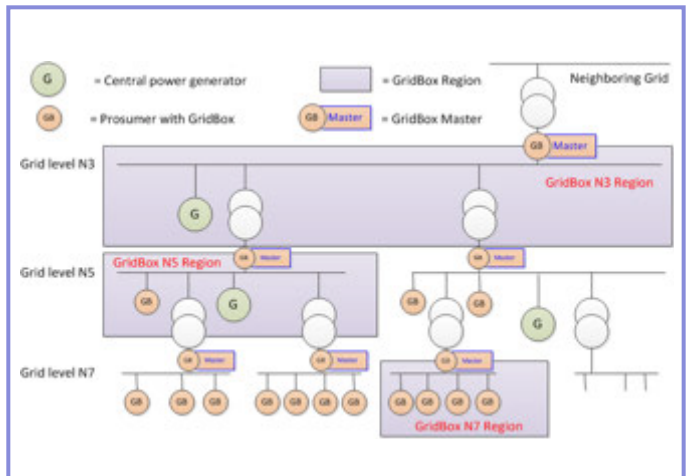 G = Central power generator
= GridBox Region
Neighboring Grid
GB = Prosumer with GridBox
GB Master = GridBox Master
GB Master
Grid level N3
GridBox N3 Region
G
GB Master
GB Master
GridBox N5 Region
Grid level N5
GB
G
GB
GB
G
GB Master
GB Master
GB Master
Grid level N7
GB GB GB
GB GB GB GB
GB GB GB GB
GridBox N7 Region